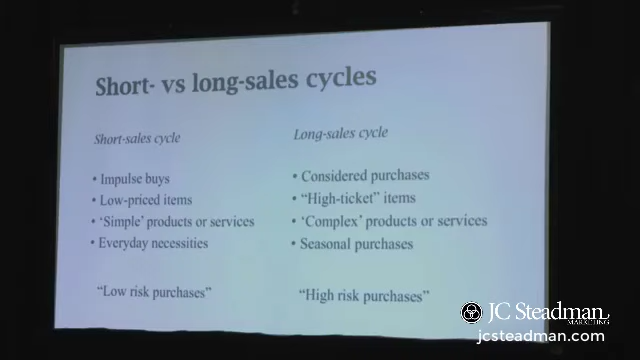 Short- vs long-sales cycles
Short-sales cycle
• Impulse buys
• Low-priced items
• ‘Simple’ products or services
• Everyday necessities
“Low risk purchases”
Long-sales cycle
• Considered purchases
• “High-ticket” items
• ‘Complex’ products or services
• Seasonal purchases
“High risk purchases”
JC Steadman
MARKETING
jcsteadman.com